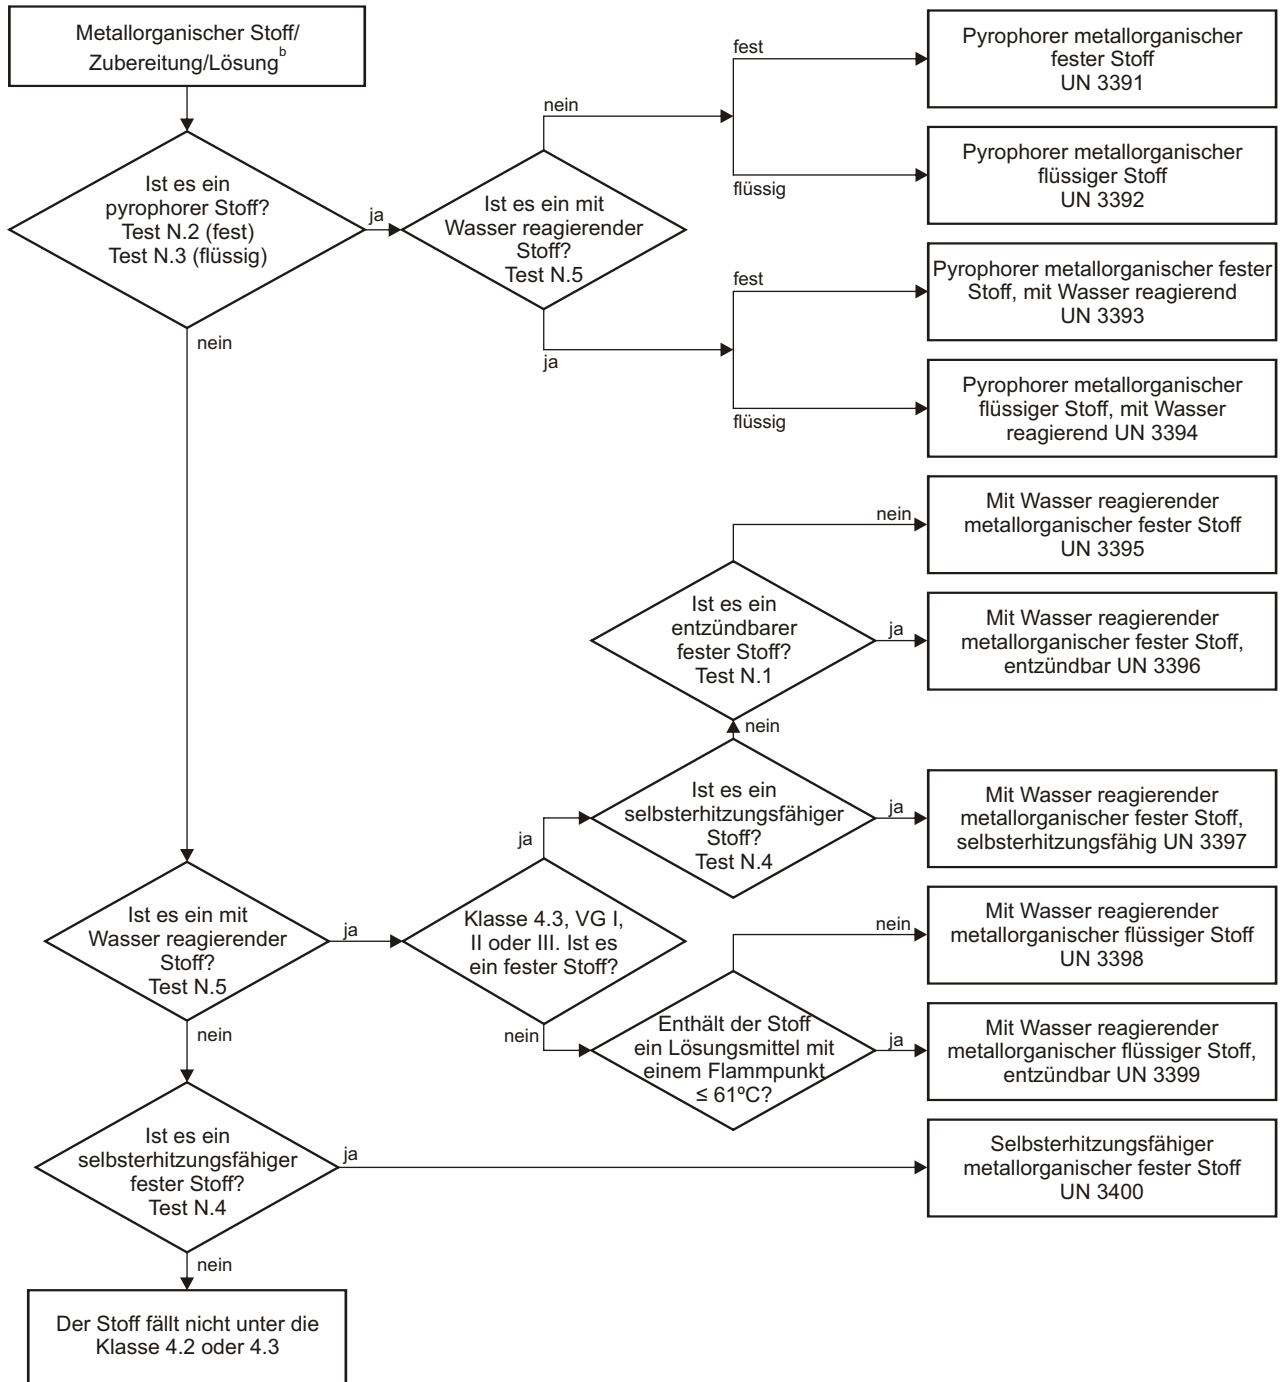 Metallorganischer Stoff/
Zubereitung/Lösungᵇ
Ist es ein
pyrophorer Stoff?
Test N.2 (fest)
Test N.3 (flüssig)
ja
nein
Ist es ein mit
Wasser reagierender
Stoff?
Test N.5
nein
ja
fest
flüssig
Pyrophorer metallorganischer
fester Stoff
UN 3391
Pyrophorer metallorganischer
flüssiger Stoff
UN 3392
fest
flüssig
Pyrophorer metallorganischer fester
Stoff, mit Wasser reagierend
UN 3393
Pyrophorer metallorganischer
flüssiger Stoff, mit Wasser
reagierend UN 3394
nein
Mit Wasser reagierender
metallorganischer fester Stoff
UN 3395
Ist es ein
entzündbarer
fester Stoff?
Test N.1
ja
Mit Wasser reagierender
metallorganischer fester Stoff,
entzündbar UN 3396
nein
Ist es ein
selbsterhitzungsfähiger
Stoff?
Test N.4
ja
Mit Wasser reagierender
metallorganischer fester Stoff,
selbsterhitzungsfähig UN 3397
ja
Ist es ein mit
Wasser reagierender
Stoff?
Test N.5
ja
nein
Klasse 4.3, VG I,
II oder III. Ist es
ein fester Stoff?
nein
nein
Mit Wasser reagierender
metallorganischer flüssiger Stoff
UN 3398
Enthält der Stoff
ein Lösungsmittel mit
einem Flammpunkt
≤ 61ºC?
ja
Mit Wasser reagierender
metallorganischer flüssiger Stoff,
entzündbar UN 3399
Ist es ein
selbsterhitzungsfähiger
fester Stoff?
Test N.4
ja
Selbsterhitzungsfähiger
metallorganischer fester Stoff
UN 3400
nein
Der Stoff fällt nicht unter die
Klasse 4.2 oder 4.3